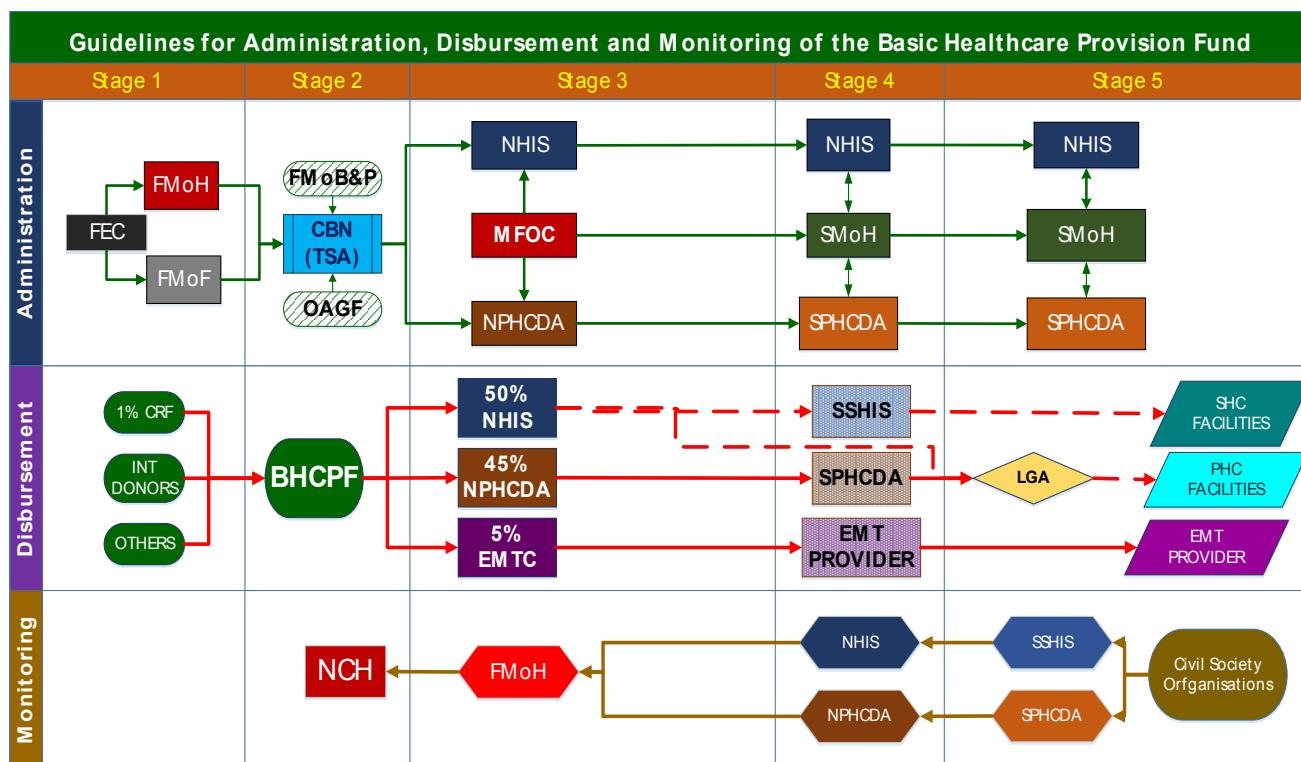 Guidelines for Administration, Disbursement and Monitoring of the Basic Healthcare Provision Fund
Stage 1
Stage 2
Stage 3
Stage 4
Stage 5
Administration
FEC
FMoH
FMoF
FMoB&P
CBN
(TSA)
OAGF
NHIS
MFOC
NPHCDA
NHIS
SMoH
SPHCDA
NHIS
SMoH
SPHCDA
Disbursement
1% CRF
INT
DONORS
OTHERS
BHCPF
50%
NHIS
45%
NPHCDA
5%
EMTC
SSHIS
SPHCDA
EMT
PROVIDER
LGA
SHC
FACILITIES
PHC
FACILITIES
EMT
PROVIDER
Monitoring
NCH
FMoH
NHIS
NPHCDA
SSHIS
SPHCDA
Civil Society
Orfganisations